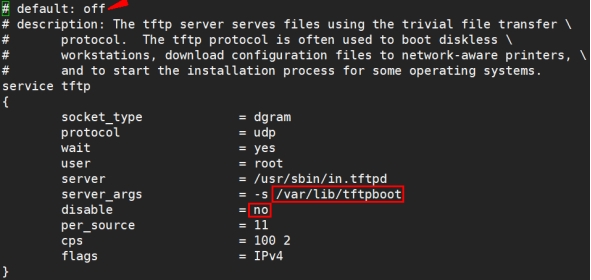 # default: off
# description: The tftp server serves files using the trivial file transfer \
#       protocol.  The tftp protocol is often used to boot diskless \
#       workstations, download configuration files to network-aware printers, \
#       and to start the installation process for some operating systems.
service tftp
{
        socket_type             = dgram
        protocol                = udp
        wait                    = yes
        user                    = root
        server                  = /usr/sbin/in.tftpd
        server_args             = -s /var/lib/tftpboot
        disable                 = no
        per_source              = 11
        cps                     = 100 2
        flags                   = IPv4
}